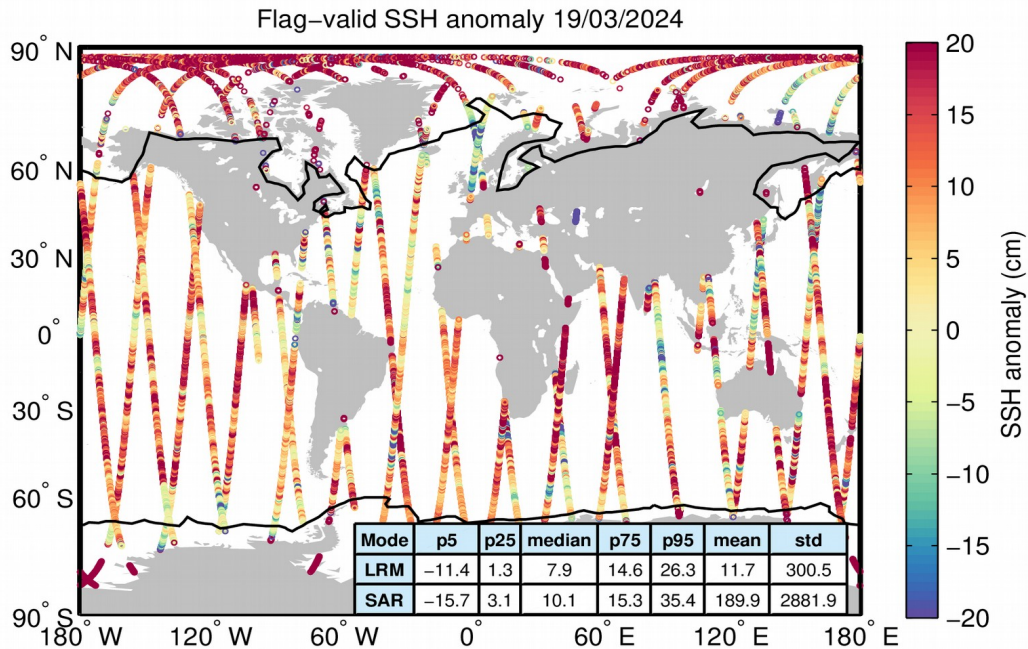 Flag−valid SSH anomaly 19/03/2024
90° N
60° N
30° N
0°
30° S
60° S
90° S
180° W
120° W
60° W
0°
60° E
120° E
180° E
Mode p5 p25 median p75 p95 mean std
LRM −11.4 1.3 7.9 14.6 26.3 11.7 300.5
SAR −15.7 3.1 10.1 15.3 35.4 189.9 2881.9
20
15
10
5
0
−5
−10
−15
−20
SSH anomaly (cm)